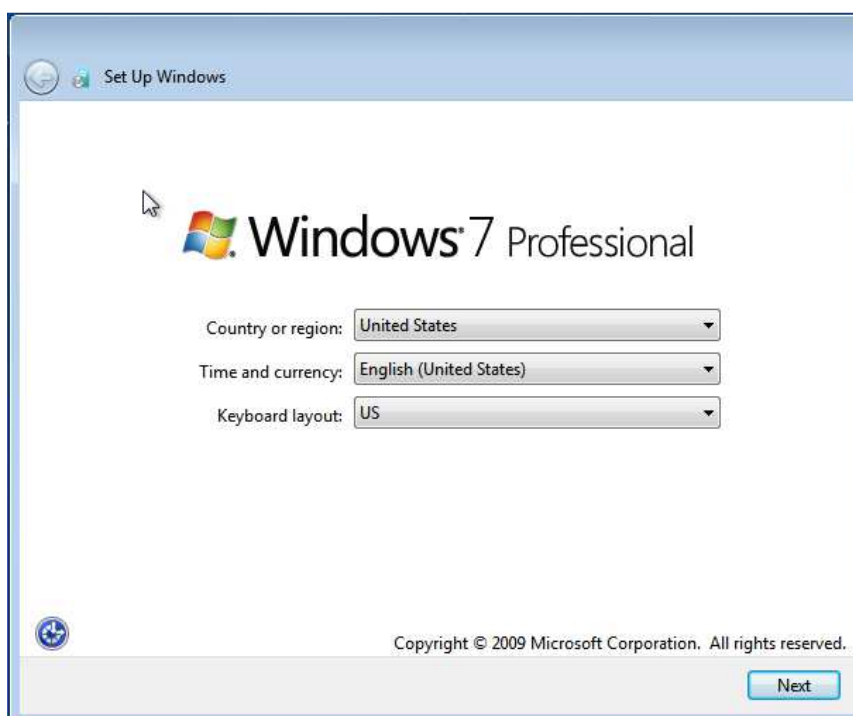 Set Up Windows
Windows 7 Professional
Country or region: United States
Time and currency: English (United States)
Keyboard layout: US
Copyright © 2009 Microsoft Corporation. All rights reserved.
Next